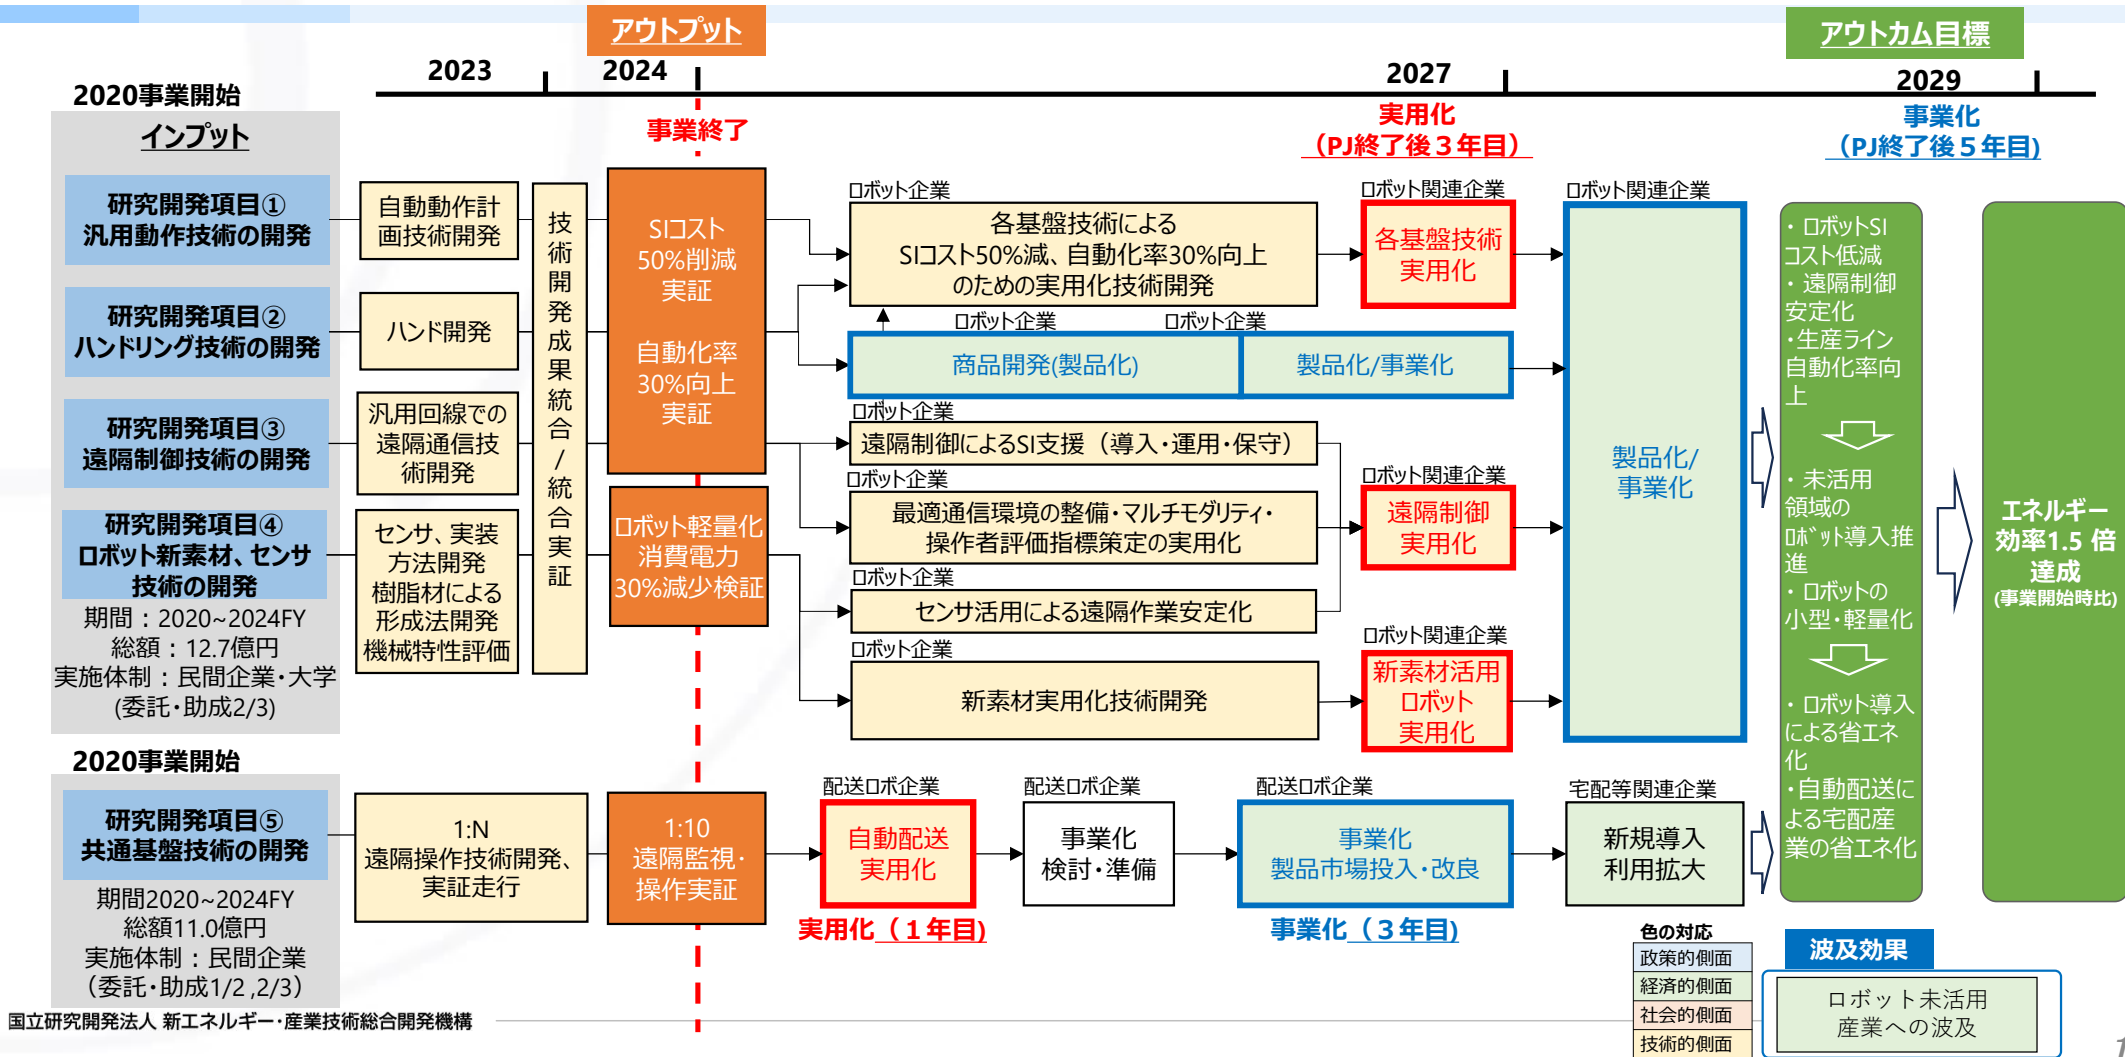 アウトプット
アウトカム目標
2023
2024
2027
2029
2020事業開始
事業終了
実用化
（PJ終了後３年目）
事業化
（PJ終了後５年目)
インプット
研究開発項目①
汎用動作技術の開発
研究開発項目②
ハンドリング技術の開発
研究開発項目③
遠隔制御技術の開発
研究開発項目④
ロボット新素材、センサ
技術の開発
期間：2020~2024FY
総額：12.7億円
実施体制：民間企業・大学
(委託・助成2/3)
自動動作計
画技術開発
ハンド開発
汎用回線での
遠隔通信技
術開発
センサ、実装
方法開発
樹脂材による
形成法開発
機械特性評価
技術開発成果統合/統合実証
SIコスト
50%削減
実証
自動化率
30%向上
実証
ロボット軽量化
消費電力
30%減少検証
ロボット企業
各基盤技術による
SIコスト50%減、自動化率30%向上
のための実用化技術開発
ロボット企業
商品開発(製品化)
ロボット企業
製品化/事業化
ロボット企業
遠隔制御によるSI支援（導入・運用・保守）
ロボット企業
最適通信環境の整備・マルチモダリティ・
操作者評価指標策定の実用化
ロボット企業
センサ活用による遠隔作業安定化
ロボット企業
新素材実用化技術開発
ロボット関連企業
各基盤技術
実用化
ロボット関連企業
遠隔制御
実用化
ロボット関連企業
新素材活用
ロボット
実用化
ロボット関連企業
製品化/
事業化
・ロボットSI
コスト低減
・遠隔制御
安定化
・生産ライン
自動化率向
上
・未活用
領域の
ﾛﾎﾞｯﾄ導入推
進
・ロボットの
小型・軽量化
・ロボット導入
による省エネ
化
・自動配送に
よる宅配産
業の省エネ化
エネルギー
効率1.5 倍
達成
(事業開始時比)
2020事業開始
研究開発項目⑤
共通基盤技術の開発
期間2020~2024FY
総額11.0億円
実施体制：民間企業
（委託・助成1/2 ,2/3）
1:N
遠隔操作技術開発、
実証走行
1:10
遠隔監視・
操作実証
配送ロボ企業
自動配送
実用化
実用化（１年目)
配送ロボ企業
事業化
検討・準備
配送ロボ企業
事業化
製品市場投入・改良
事業化（３年目)
宅配等関連企業
新規導入
利用拡大
色の対応
政策的側面
経済的側面
社会的側面
技術的側面
波及効果
ロボット未活用
産業への波及
国立研究開発法人 新エネルギー・産業技術総合開発機構